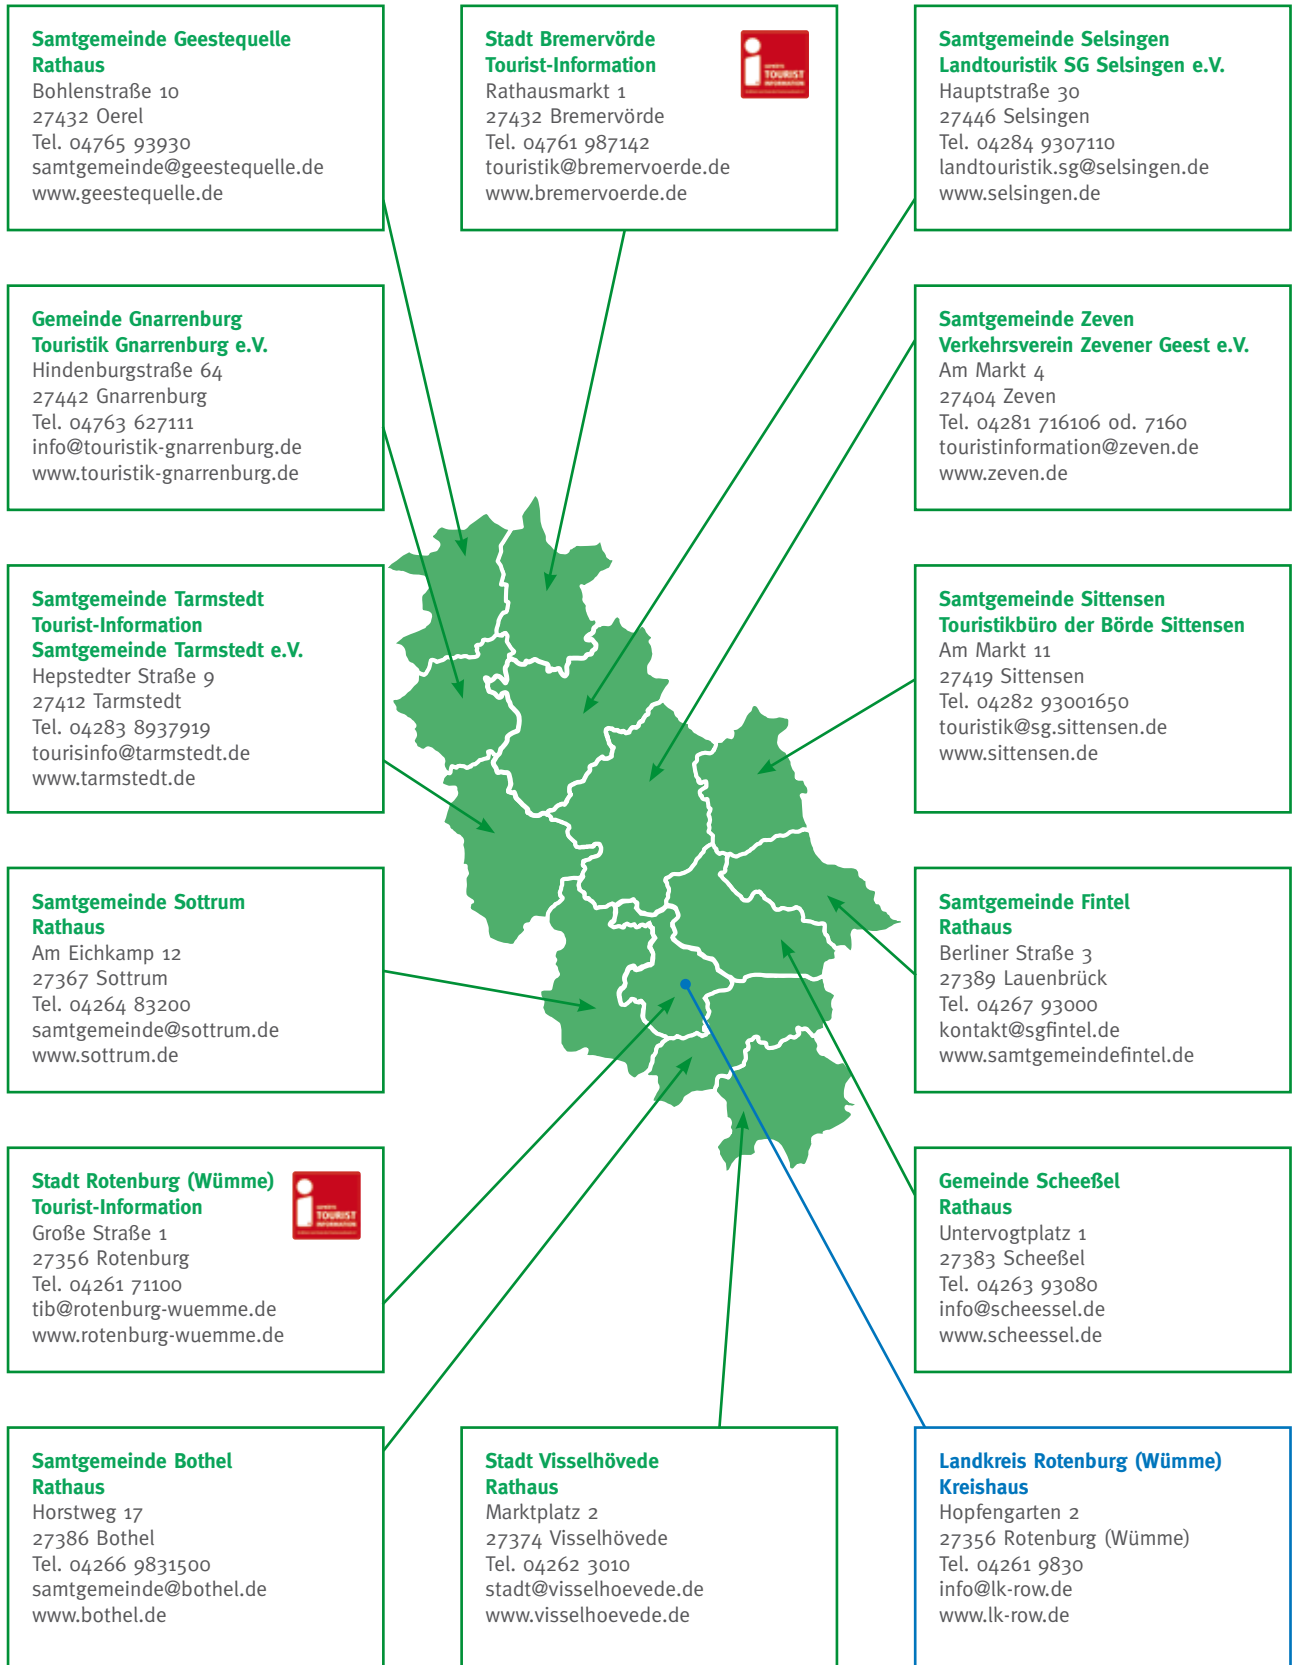 Samtgemeinde Geestequelle
Rathaus
Bohlenstraße 10
27432 Oerel
Tel. 04765 93930
samtgemeinde@geestequelle.de
www.geestequelle.de
Stadt Bremervörde
Tourist-Information
Rathausmarkt 1
27432 Bremervörde
Tel. 04761 987142
touristik@bremervoerde.de
www.bremervoerde.de
i
TOURIST
INFORMATION
Samtgemeinde Selsingen
Landtouristik SG Selsingen e.V.
Hauptstraße 30
27446 Selsingen
Tel. 04284 9307110
landtouristik.sg@selsingen.de
www.selsingen.de
Gemeinde Gnarrenburg
Touristik Gnarrenburg e.V.
Hindenburgstraße 64
27442 Gnarrenburg
Tel. 04763 627111
info@touristik-gnarrenburg.de
www.touristik-gnarrenburg.de
Samtgemeinde Zeven
Verkehrsverein Zevener Geest e.V.
Am Markt 4
27404 Zeven
Tel. 04281 716106 od. 7160
touristinformation@zeven.de
www.zeven.de
Samtgemeinde Tarmstedt
Tourist-Information
Samtgemeinde Tarmstedt e.V.
Hepstedter Straße 9
27412 Tarmstedt
Tel. 04283 8937919
tourisinfo@tarmstedt.de
www.tarmstedt.de
Samtgemeinde Sittensen
Touristikbüro der Börde Sittensen
Am Markt 11
27419 Sittensen
Tel. 04282 93001650
touristik@sg.sittensen.de
www.sittensen.de
Samtgemeinde Sottrum
Rathaus
Am Eichkamp 12
27367 Sottrum
Tel. 04264 83200
samtgemeinde@sottrum.de
www.sottrum.de
Samtgemeinde Fintel
Rathaus
Berliner Straße 3
27389 Lauenbrück
Tel. 04267 93000
kontakt@sgfintel.de
www.samtgemeindefintel.de
Stadt Rotenburg (Wümme)
Tourist-Information
Große Straße 1
27356 Rotenburg
Tel. 04261 71100
tib@rotenburg-wuemme.de
www.rotenburg-wuemme.de
i
TOURIST
INFORMATION
Gemeinde Scheeßel
Rathaus
Untervogtplatz 1
27383 Scheeßel
Tel. 04263 93080
info@scheessel.de
www.scheessel.de
Samtgemeinde Bothel
Rathaus
Horstweg 17
27386 Bothel
Tel. 04266 9831500
samtgemeinde@bothel.de
www.bothel.de
Stadt Visselhövede
Rathaus
Marktplatz 2
27374 Visselhövede
Tel. 04262 3010
stadt@visselhoevede.de
www.visselhoevede.de
Landkreis Rotenburg (Wümme)
Kreishaus
Hopfengarten 2
27356 Rotenburg (Wümme)
Tel. 04261 9830
info@lk-row.de
www.lk-row.de